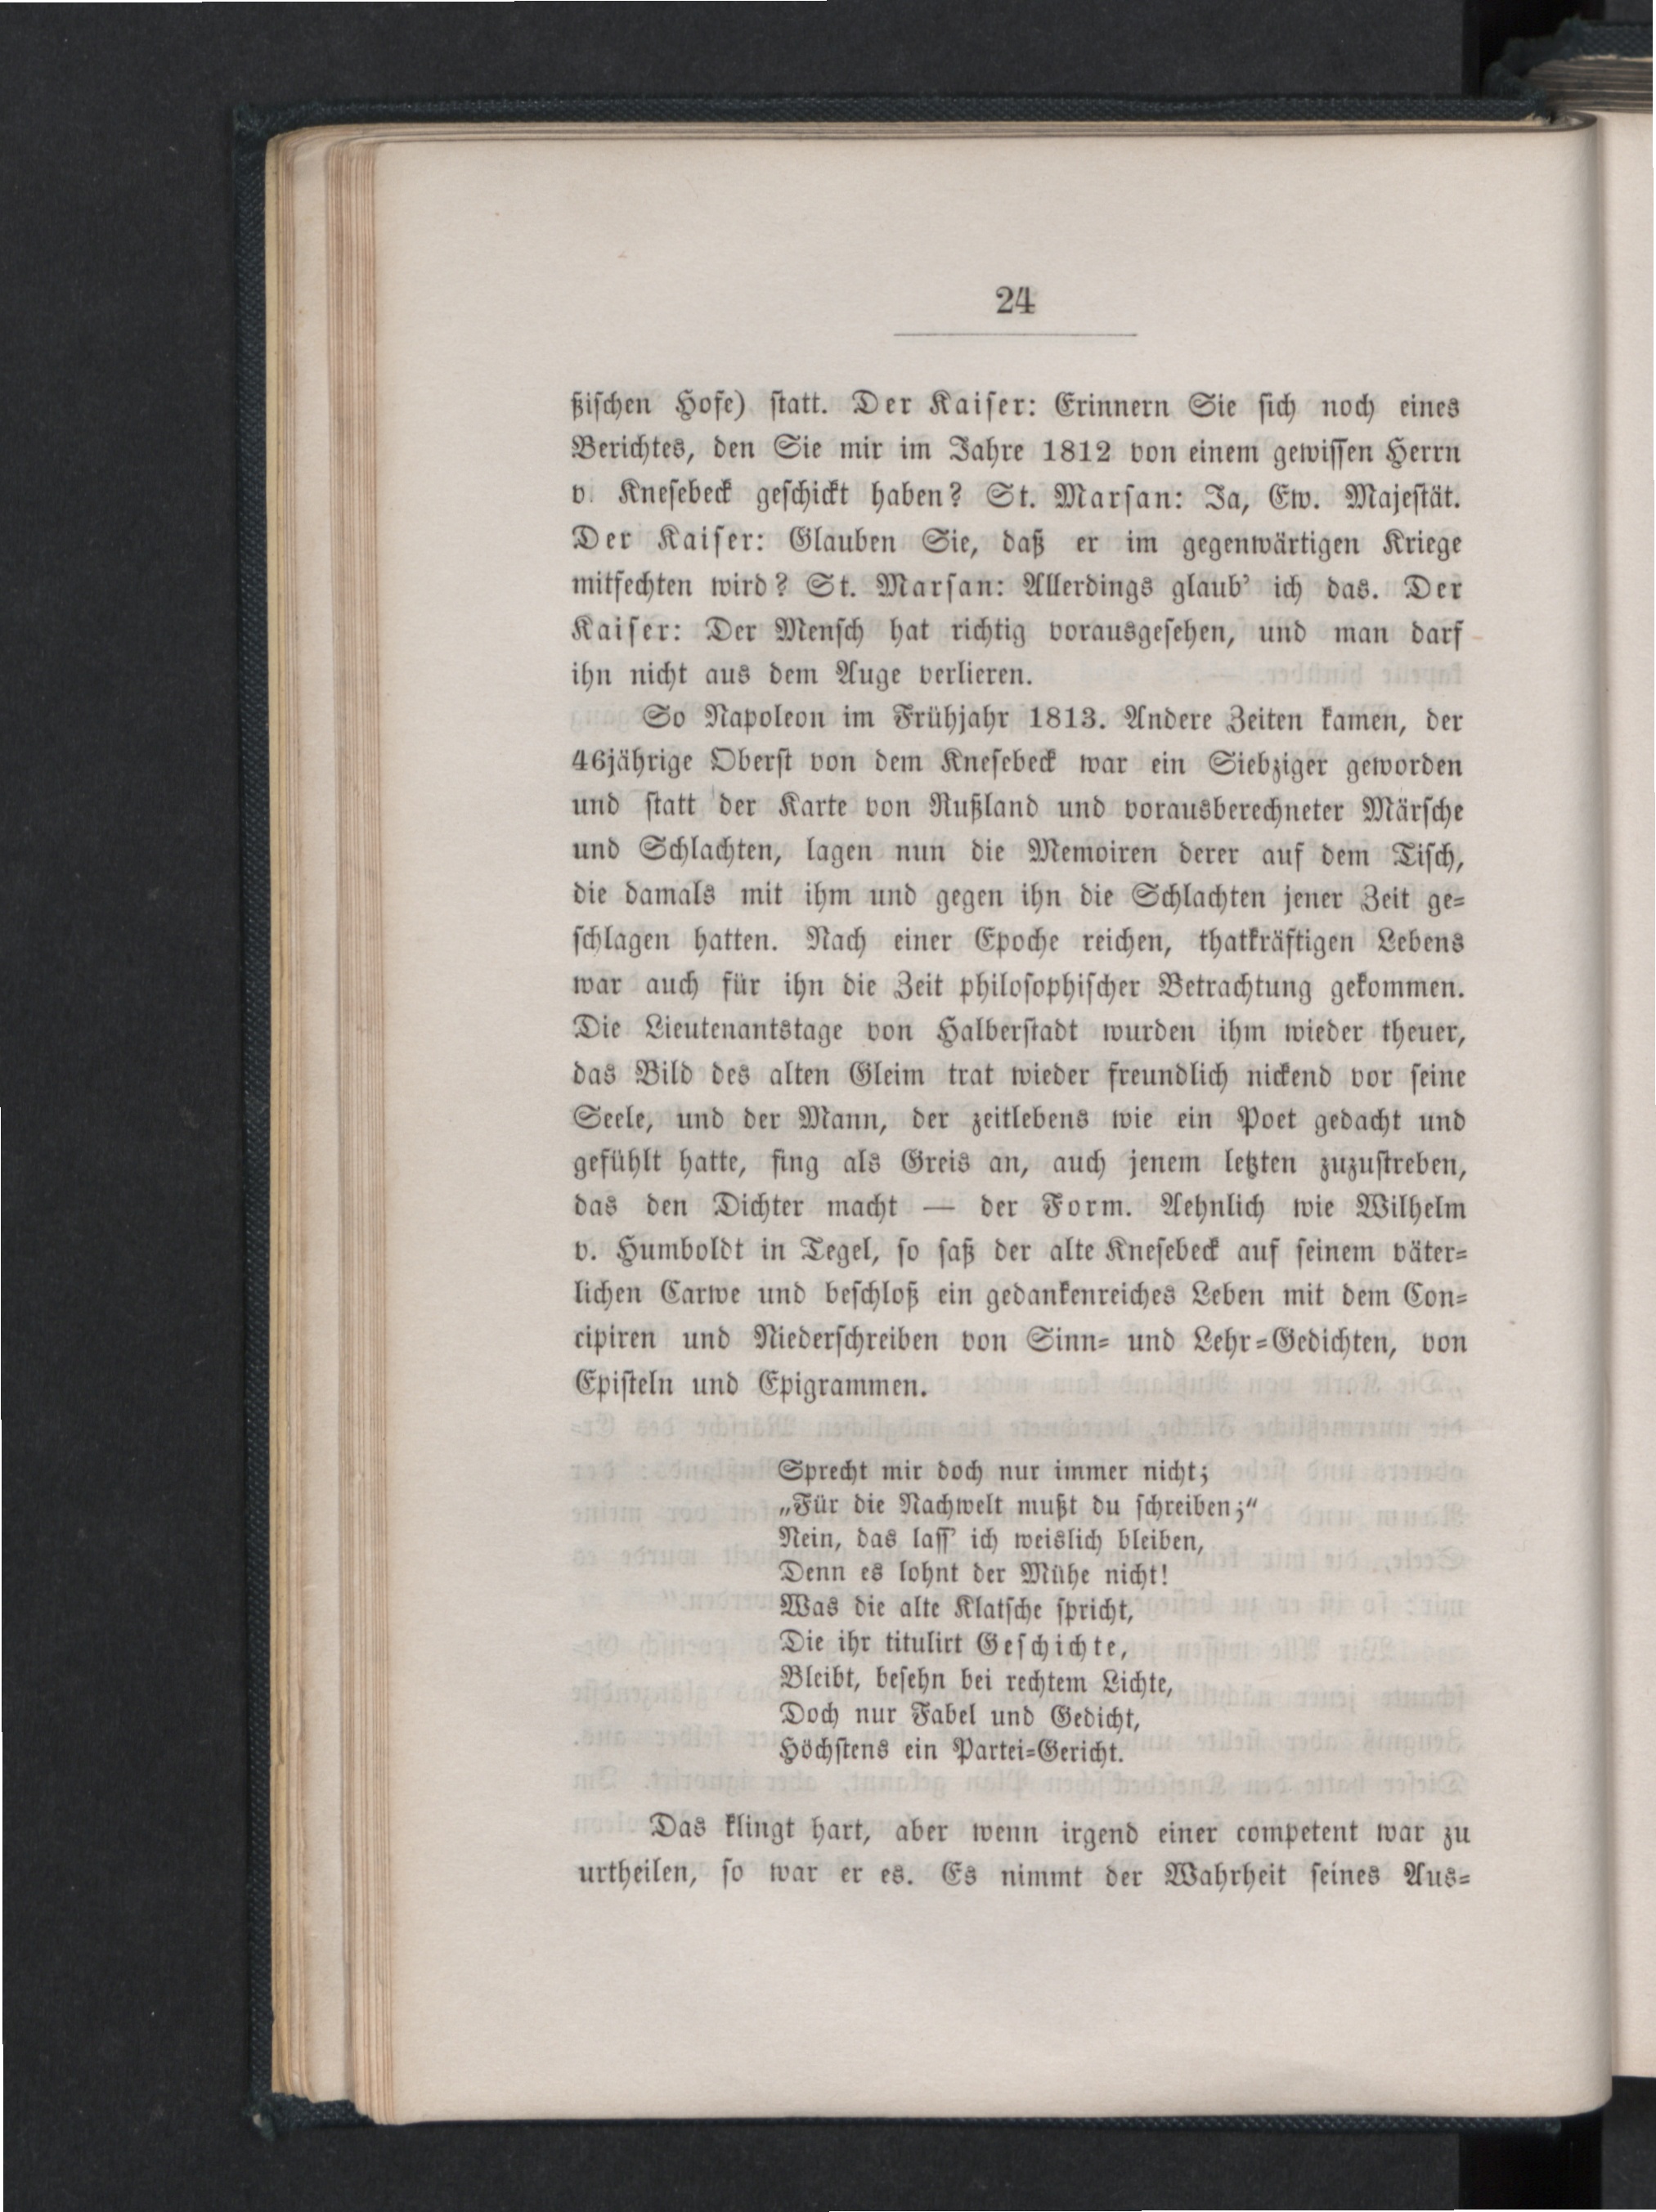 24
ßischen Hofe) statt. Der Kaiser: Erinnern Sie sich noch eines
Berichtes, den Sie mir im Jahre 1812 von einem gewissen Herrn
v. Knesebeck geschickt haben? St. Marsan: Ja, Ew. Majestät.
Der Kaiser: Glauben Sie, daß er im gegenwärtigen Kriege
mitfechten wird? St. Marsan: Allerdings glaub' ich das. Der
Kaiser: Der Mensch hat richtig vorausgesehen, und man darf
ihn nicht aus dem Auge verlieren.
So Napoleon im Frühjahr 1813. Andere Zeiten kamen, der
46jährige Oberst von dem Knesebeck war ein Siebziger geworden
und statt der Karte von Rußland und vorausberechneter Märsche
und Schlachten, lagen nun die Memoiren derer auf dem Tisch,
die damals mit ihm und gegen ihn die Schlachten jener Zeit ge-
schlagen hatten. Nach einer Epoche reichen, thatkräftigen Lebens
war auch für ihn die Zeit philosophischer Betrachtung gekommen.
Die Lieutenantstage von Halberstadt wurden ihm wieder theuer,
das Bild des alten Gleim trat wieder freundlich nickend vor seine
Seele, und der Mann, der zeitlebens wie ein Poet gedacht und
gefühlt hatte, fing als Greis an, auch jenem letzten zuzustreben,
das den Dichter macht — der Form. Aehnlich wie Wilhelm
v. Humboldt in Tegel, so saß der alte Knesebeck auf seinem väter-
lichen Carwe und beschloß ein gedankenreiches Leben mit dem Con-
cipiren und Niederschreiben von Sinn- und Lehr-Gedichten, von
Episteln und Epigrammen.
Sprecht mir doch nur immer nicht;
„Für die Nachwelt mußt du schreiben;“
Nein, das lass' ich weislich bleiben,
Denn es lohnt der Mühe nicht!
Was die alte Klatsche spricht,
Die ihr titulirt Geschichte,
Bleibt, besehn bei rechtem Lichte,
Doch nur Fabel und Gedicht,
Höchstens ein Partei-Gericht.
Das klingt hart, aber wenn irgend einer competent war zu
urtheilen, so war er es. Es nimmt der Wahrheit seines Aus-